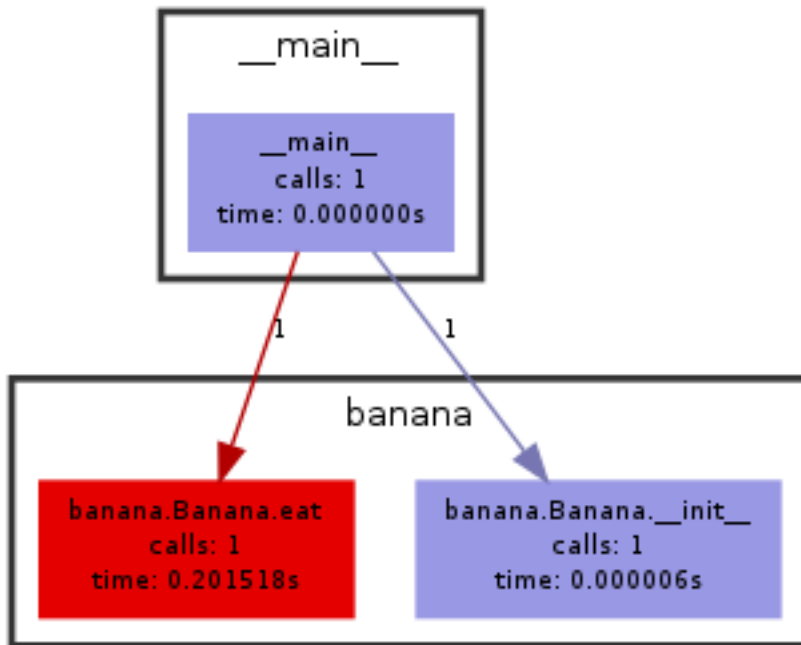 __main__
__main__
calls: 1
time: 0.000000s
1
1
banana
banana.Banana.eat
calls: 1
time: 0.201518s
banana.Banana.__init__
calls: 1
time: 0.000006s